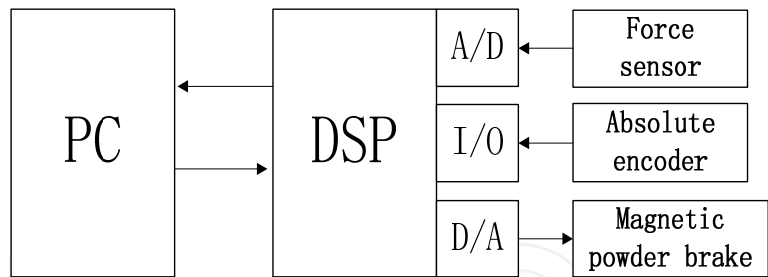 PC
DSP
A/D
I/O
D/A
Force
sensor
Absolute
encoder
Magnetic
powder brake